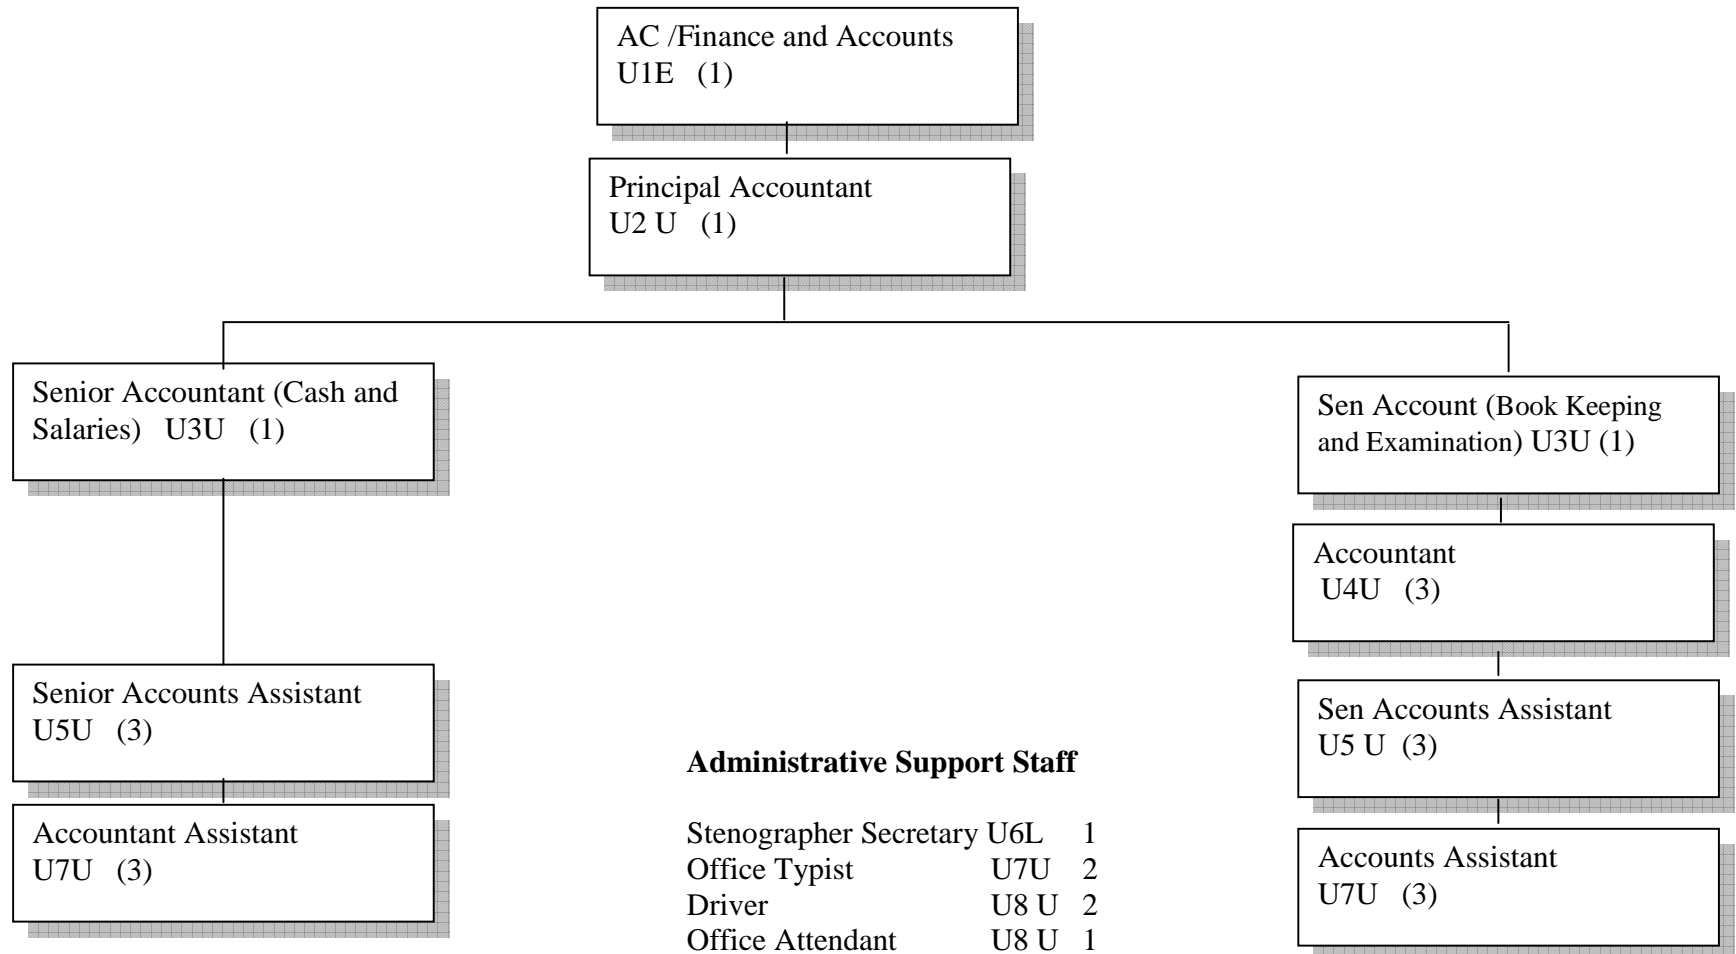 AC /Finance and Accounts
U1E (1)
Principal Accountant
U2 U (1)
Senior Accountant (Cash and
Salaries) U3U (1)
Senior Accounts Assistant
U5U (3)
Accountant Assistant
U7U (3)
Sen Account (Book Keeping
and Examination) U3U (1)
Accountant
U4U (3)
Sen Accounts Assistant
U5 U (3)
Accounts Assistant
U7U (3)
Administrative Support Staff
Stenographer Secretary U6L 1
Office Typist U7U 2
Driver U8 U 2
Office Attendant U8 U 1